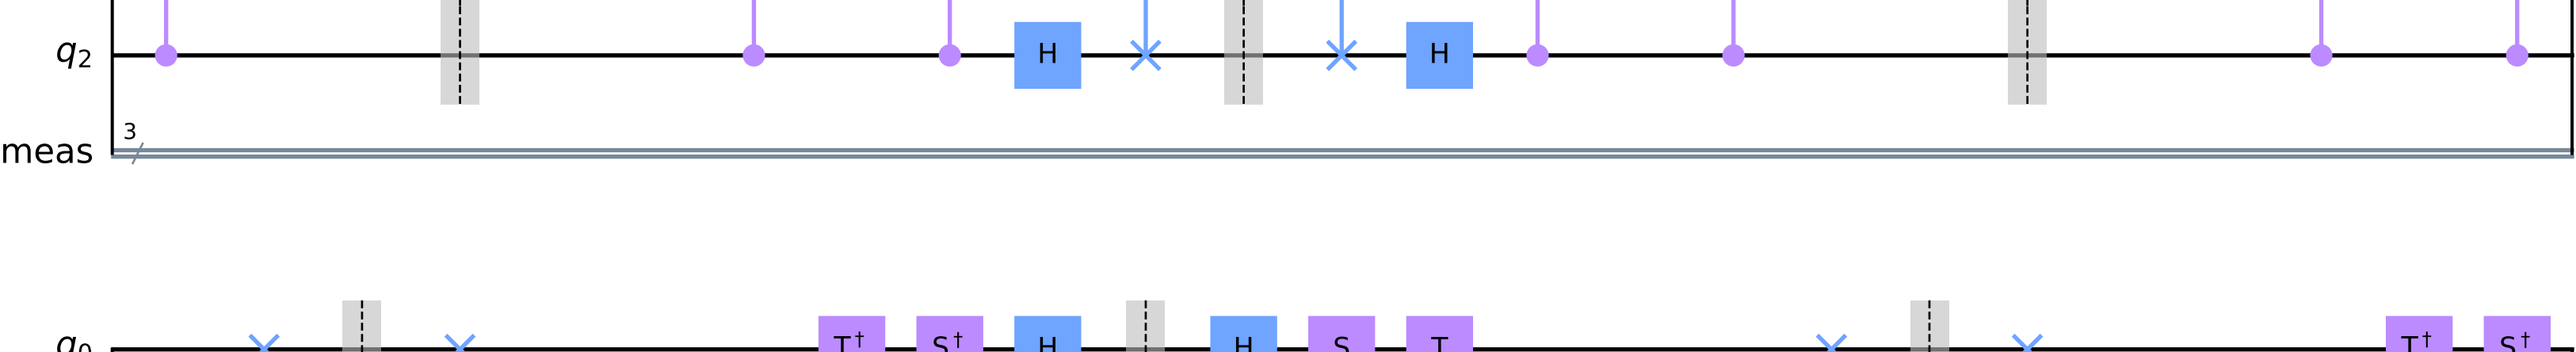 q2 H H
3
meas
q0 T† S† H H S T T† S†